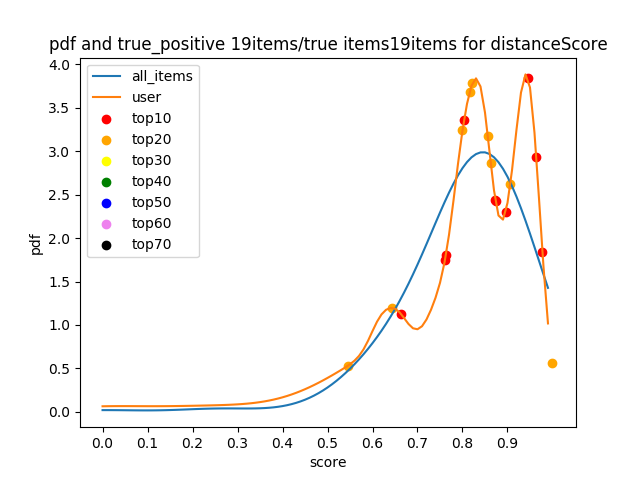 pdf and true_positive 19items/true items19items for distanceScore
4.0
3.5
3.0
2.5
2.0
1.5
1.0
0.5
0.0
pdf
all_items
user
top10
top20
top30
top40
top50
top60
top70
0.0 0.1 0.2 0.3 0.4 0.5 0.6 0.7 0.8 0.9
score